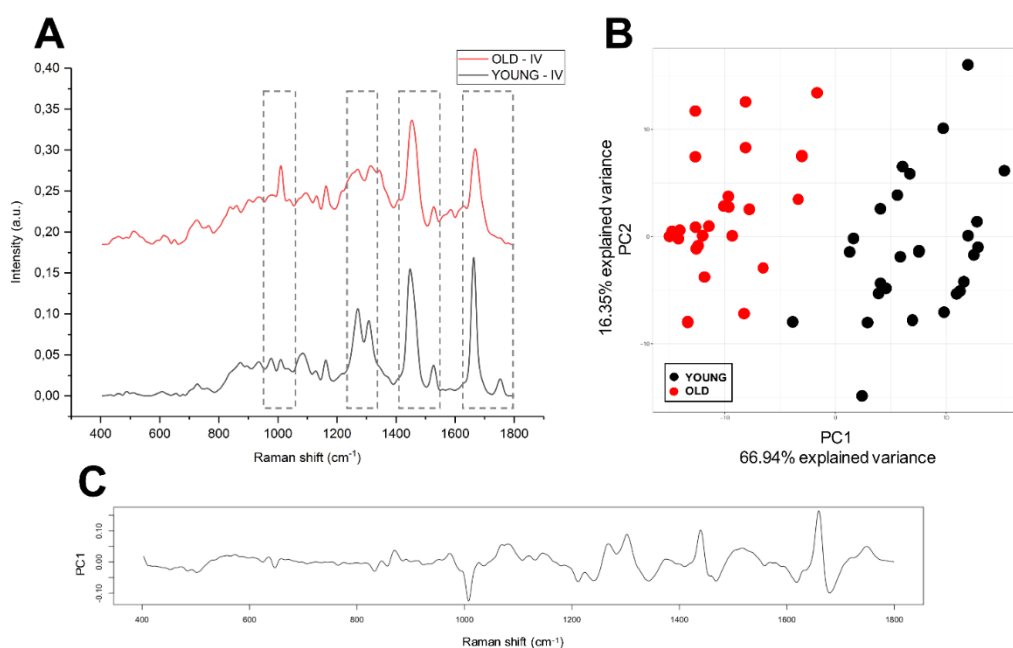 A
OLD - IV
YOUNG - IV
0,40
0,35
0,30
0,25
0,20
0,15
0,10
0,05
0,00
Intensity (a.u.)
400 600 800 1000 1200 1400 1600 1800
Raman shift (cm⁻¹)
B
PC2
16.35% explained variance
10
0
-10
YOUNG
OLD
-10 0 10
PC1
66.94% explained variance
C
PC1
0.10
0.00
-0.10
400 600 800 1000 1200 1400 1600 1800
Raman shift (cm⁻¹)